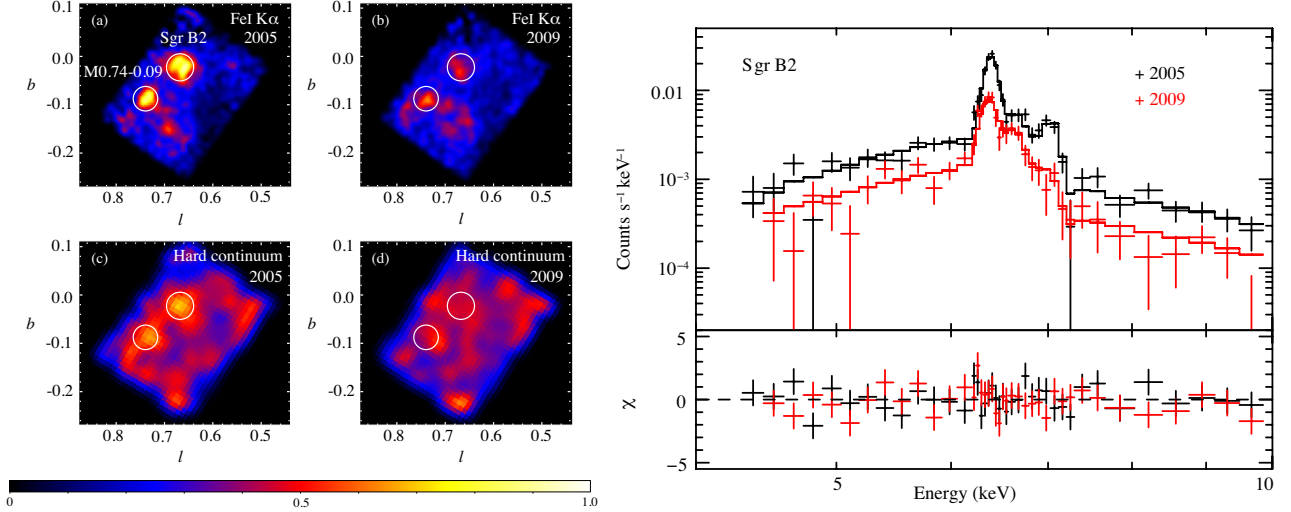 (a) FeI Kα
Sgr B2 2005
M0.74-0.09
b
0.1
0.0
-0.1
-0.2
0.8 0.7 0.6 0.5
l
(b) FeI Kα
2009
b
0.1
0.0
-0.1
-0.2
0.8 0.7 0.6 0.5
l
(c) Hard continuum
2005
b
0.1
0.0
-0.1
-0.2
0.8 0.7 0.6 0.5
l
(d) Hard continuum
2009
b
0.1
0.0
-0.1
-0.2
0.8 0.7 0.6 0.5
l
0 0.5 1.0
Sgr B2
+ 2005
+ 2009
Counts s⁻¹ keV⁻¹
0.01
10⁻³
10⁻⁴
χ
5
0
−5
5 10
Energy (keV)